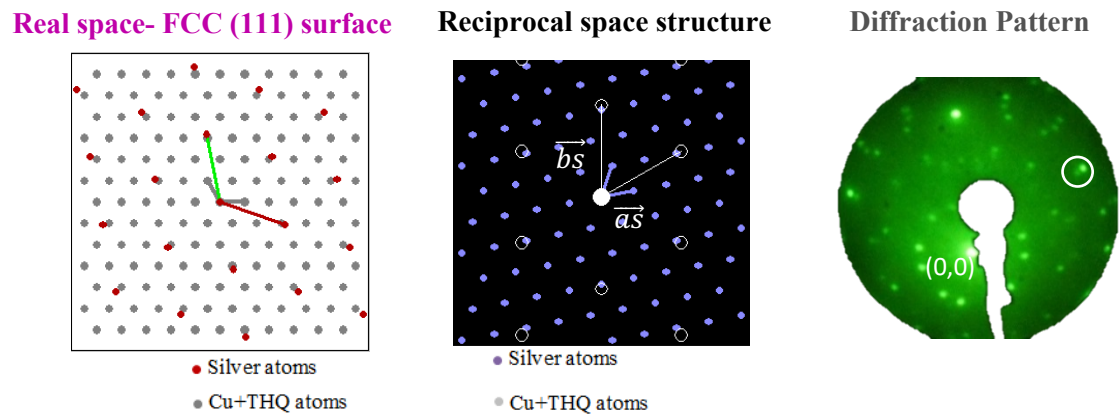 Real space- FCC (111) surface
Reciprocal space structure
Diffraction Pattern
bs
as
(0,0)
Silver atoms
Cu+THQ atoms
Silver atoms
Cu+THQ atoms